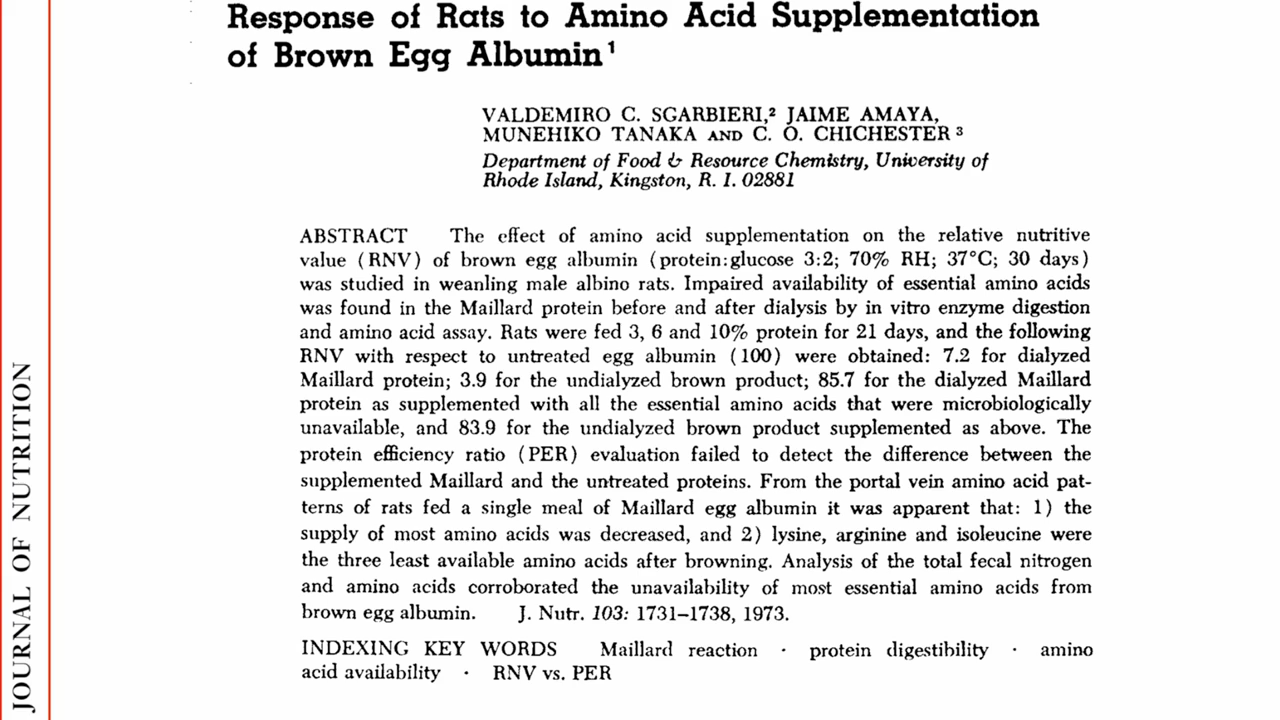 Response of Rats to Amino Acid Supplementation
of Brown Egg Albumin¹
VALDEMIRO C. SGARBIERI,² JAIME AMAYA,
MUNEHIKO TANAKA AND C. O. CHICHESTER ³
Department of Food & Resource Chemistry, University of
Rhode Island, Kingston, R. I. 02881
ABSTRACT The effect of amino acid supplementation on the relative nutritive
value (RNV) of brown egg albumin (protein:glucose 3:2; 70% RH; 37°C; 30 days)
was studied in weanling male albino rats. Impaired availability of essential amino acids
was found in the Maillard protein before and after dialysis by in vitro enzyme digestion
and amino acid assay. Rats were fed 3, 6 and 10% protein for 21 days, and the following
RNV with respect to untreated egg albumin (100) were obtained: 7.2 for dialyzed
Maillard protein; 3.9 for the undialyzed brown product; 85.7 for the dialyzed Maillard
protein as supplemented with all the essential amino acids that were microbiologically
unavailable, and 83.9 for the undialyzed brown product supplemented as above. The
protein efficiency ratio (PER) evaluation failed to detect the difference between the
supplemented Maillard and the untreated proteins. From the portal vein amino acid pat-
terns of rats fed a single meal of Maillard egg albumin it was apparent that: 1) the
supply of most amino acids was decreased, and 2) lysine, arginine and isoleucine were
the three least available amino acids after browning. Analysis of the total fecal nitrogen
and amino acids corroborated the unavailability of most essential amino acids from
brown egg albumin. J. Nutr. 103: 1731–1738, 1973.
INDEXING KEY WORDS Maillard reaction · protein digestibility · amino
acid availability · RNV vs. PER
JOURNAL OF NUTRITION